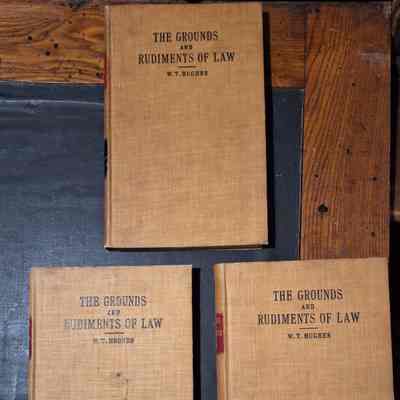 THE GROUNDS
AND
RUDIMENTS OF LAW
W. T. HUGHES
THE GROUNDS
AND
RUDIMENTS OF LAW
W. T. HUGHES
THE GROUNDS
AND
RUDIMENTS OF LAW
W. T. HUGHES